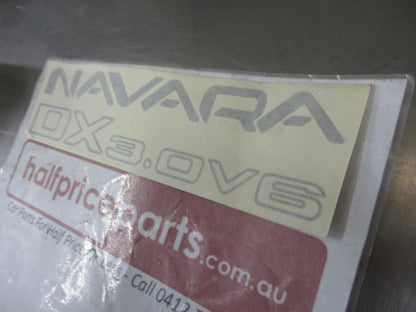 NAVARA
DX3.0V6
halfpriceparts.com.au
Car Parts For Half Price - Call 0412